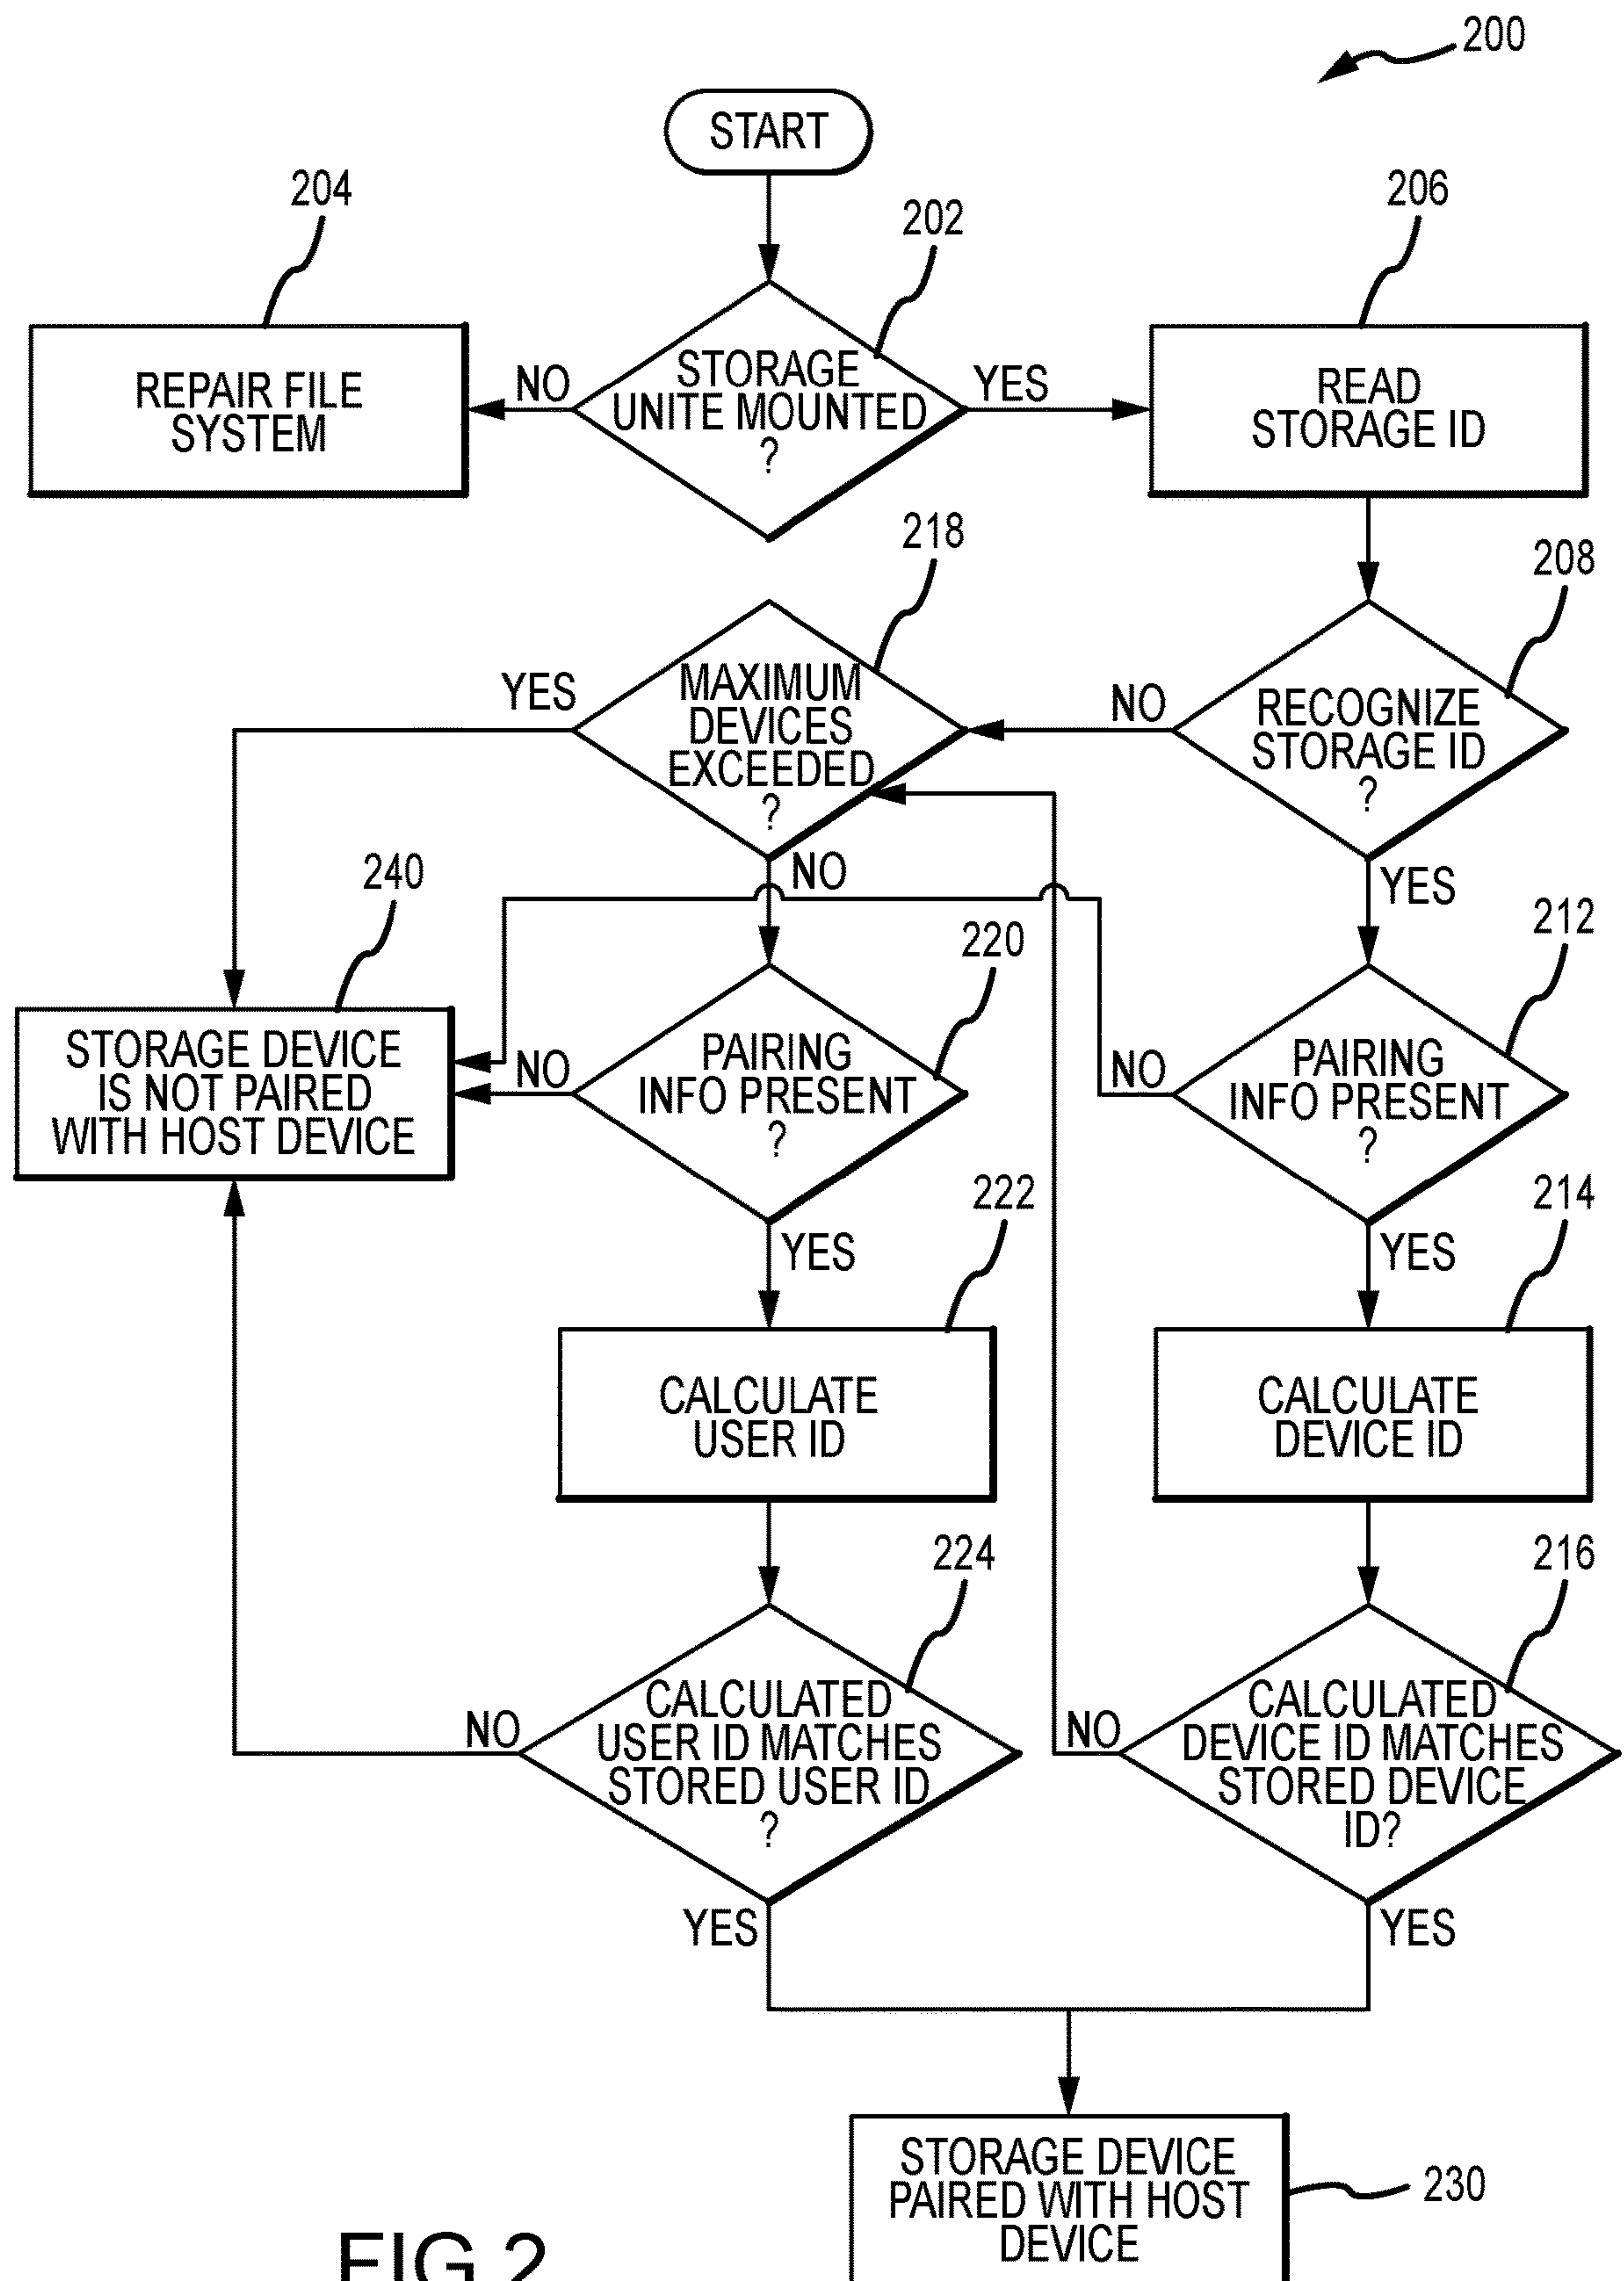 200
START
204
202
206
REPAIR FILE
SYSTEM
NO
STORAGE
UNITE MOUNTED
?
YES
READ
STORAGE ID
218
208
YES
MAXIMUM
DEVICES
EXCEEDED
?
NO
RECOGNIZE
STORAGE ID
?
NO
YES
240
220
212
STORAGE DEVICE
IS NOT PAIRED
WITH HOST DEVICE
NO
PAIRING
INFO PRESENT
?
NO
PAIRING
INFO PRESENT
?
222
214
YES
YES
CALCULATE
USER ID
CALCULATE
DEVICE ID
224
216
NO
CALCULATED
USER ID MATCHES
STORED USER ID
?
NO
CALCULATED
DEVICE ID MATCHES
STORED DEVICE
ID?
YES
YES
STORAGE DEVICE
PAIRED WITH HOST
DEVICE
230
FIG.2